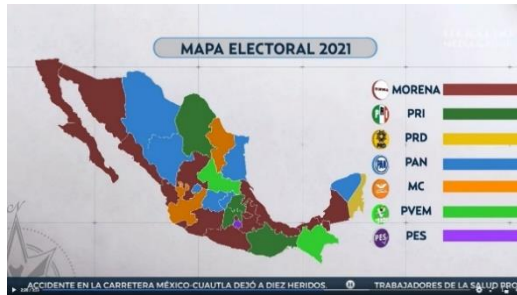 MAPA ELECTORAL 2021
MORENA
PRI
PRD
PAN
MC
PVEM
PES
ACCIDENTE EN LA CARRETERA MÉXICO-CUAUTLA DEJÓ A DIEZ HERIDOS.
TRABAJADORES DE LA SALUD PRO